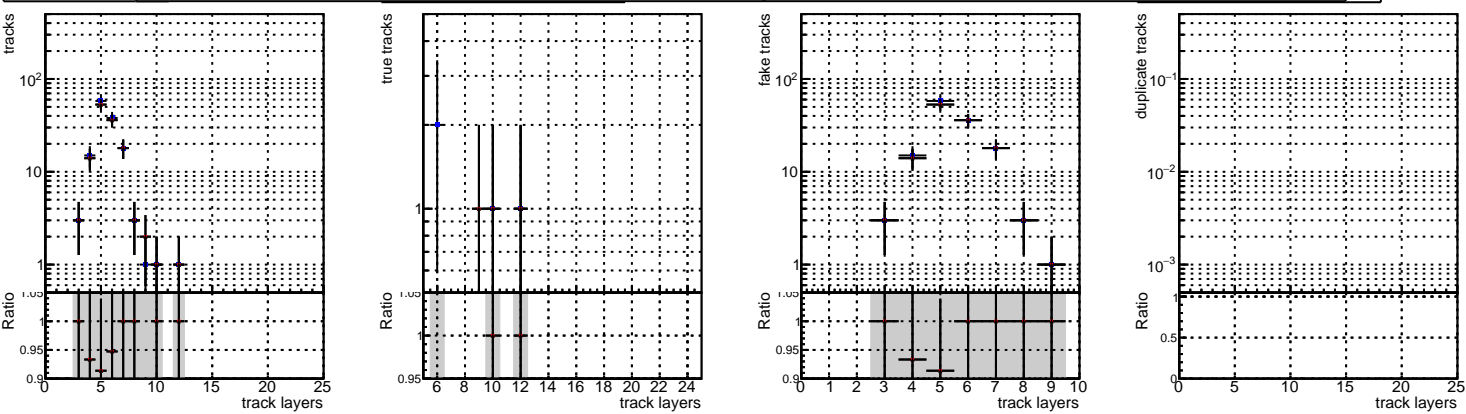 tracks
10²
10
1
Ratio
1.05
1
0.95
0.9
0 5 10 15 20 25
track layers
true tracks
1
1.05
1
0.95
6 8 10 12 14 16 18 20 22 24
track layers
fake tracks
10²
10
1
Ratio
1.05
1
0.95
0.9
0 1 2 3 4 5 6 7 8 9 10
track layers
duplicate tracks
10⁻¹
10⁻²
10⁻³
Ratio
1
0.5
0
0 5 10 15 20 25
track layers